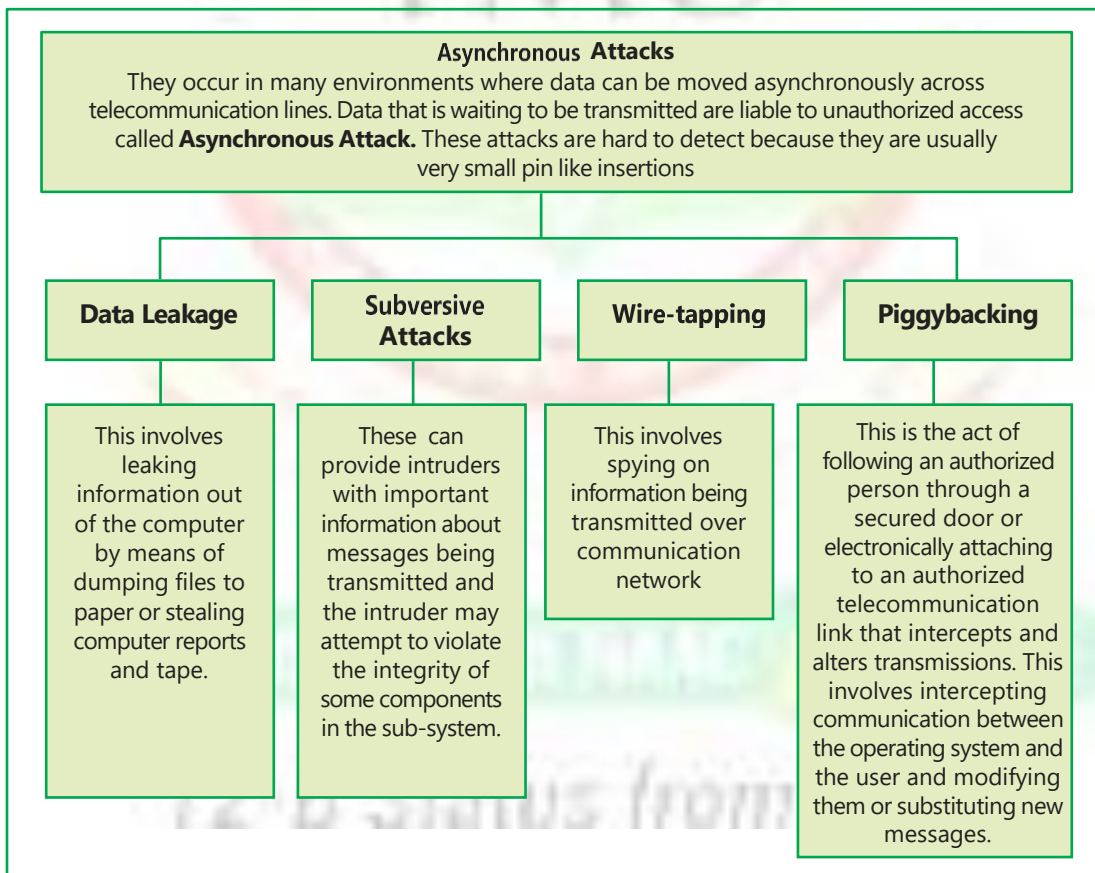 Asynchronous Attacks
They occur in many environments where data can be moved asynchronously across
telecommunication lines. Data that is waiting to be transmitted are liable to unauthorized access
called Asynchronous Attack. These attacks are hard to detect because they are usually
very small pin like insertions
Data Leakage
Subversive
Attacks
Wire-tapping
Piggybacking
This involves
leaking
information out
of the computer
by means of
dumping files to
paper or stealing
computer reports
and tape.
These can
provide intruders
with important
information about
messages being
transmitted and
the intruder may
attempt to violate
the integrity of
some components
in the sub-system.
This involves
spying on
information being
transmitted over
communication
network
This is the act of
following an authorized
person through a
secured door or
electronically attaching
to an authorized
telecommunication
link that intercepts and
alters transmissions. This
involves intercepting
communication between
the operating system and
the user and modifying
them or substituting new
messages.